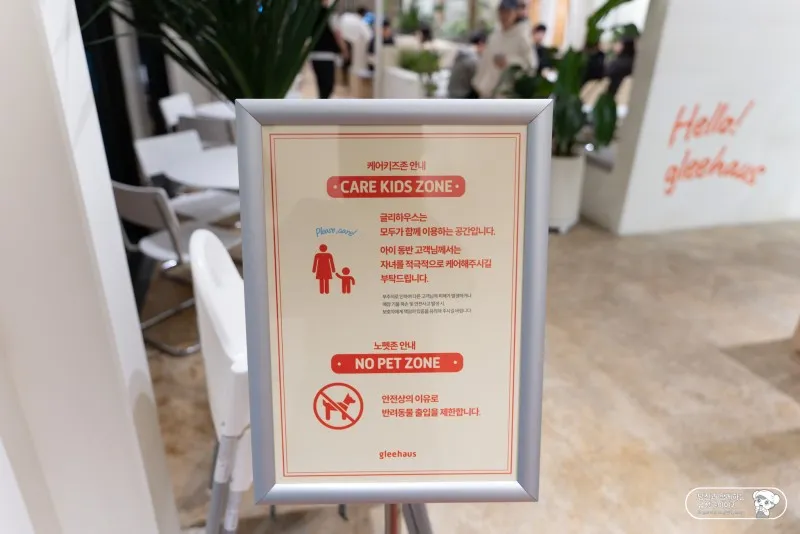 케어키즈존 안내
• CARE KIDS ZONE •
글리하우스는
모두가 함께 이용하는 공간입니다.
아이 동반 고객님께서는
자녀를 적극적으로 케어해주시길
부탁드립니다.
노펫존 안내
• NO PET ZONE •
안전상의 이유로
반려동물 출입을 제한합니다.
gleehaus
Hello!
gleehaus